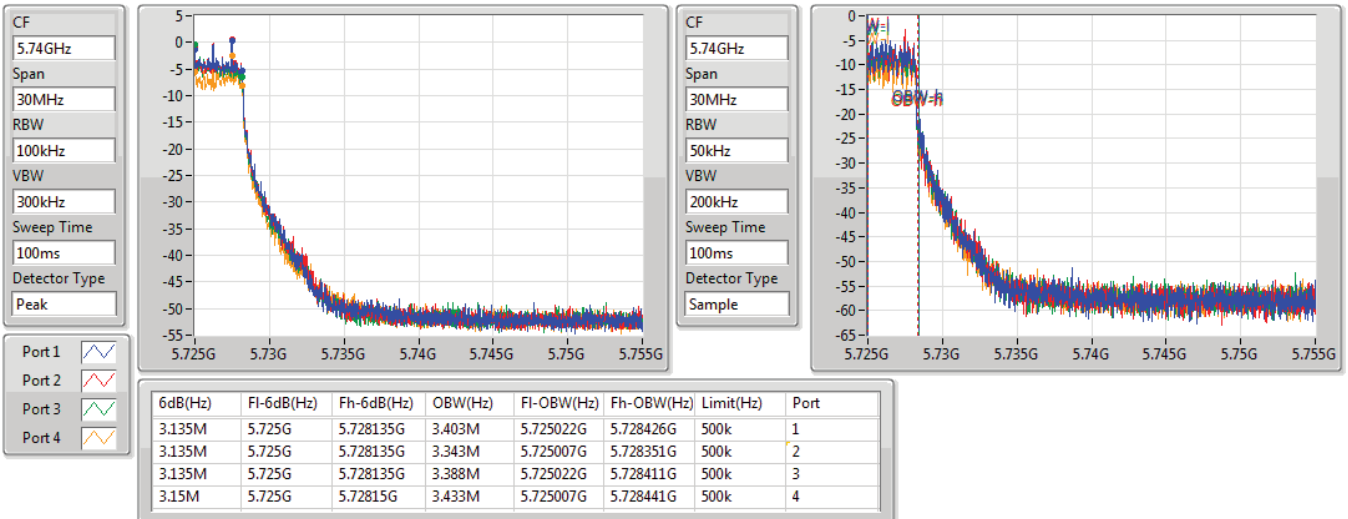 CF
5.74GHz
Span
30MHz
RBW
100kHz
VBW
300kHz
Sweep Time
100ms
Detector Type
Peak
5
0
-5
-10
-15
-20
-25
-30
-35
-40
-45
-50
-55
5.725G 5.73G 5.735G 5.74G 5.745G 5.75G 5.755G
CF
5.74GHz
Span
30MHz
RBW
50kHz
VBW
200kHz
Sweep Time
100ms
Detector Type
Sample
0
-5
-10
-15
-20
-25
-30
-35
-40
-45
-50
-55
-60
-65
OBW-h
5.725G 5.73G 5.735G 5.74G 5.745G 5.75G 5.755G
Port 1
Port 2
Port 3
Port 4
6dB(Hz) Fl-6dB(Hz) Fh-6dB(Hz) OBW(Hz) Fl-OBW(Hz) Fh-OBW(Hz) Limit(Hz) Port
3.135M 5.725G 5.728135G 3.403M 5.725022G 5.728426G 500k 1
3.135M 5.725G 5.728135G 3.343M 5.725007G 5.728351G 500k 2
3.135M 5.725G 5.728135G 3.388M 5.725022G 5.728411G 500k 3
3.15M 5.725G 5.72815G 3.433M 5.725007G 5.728441G 500k 4